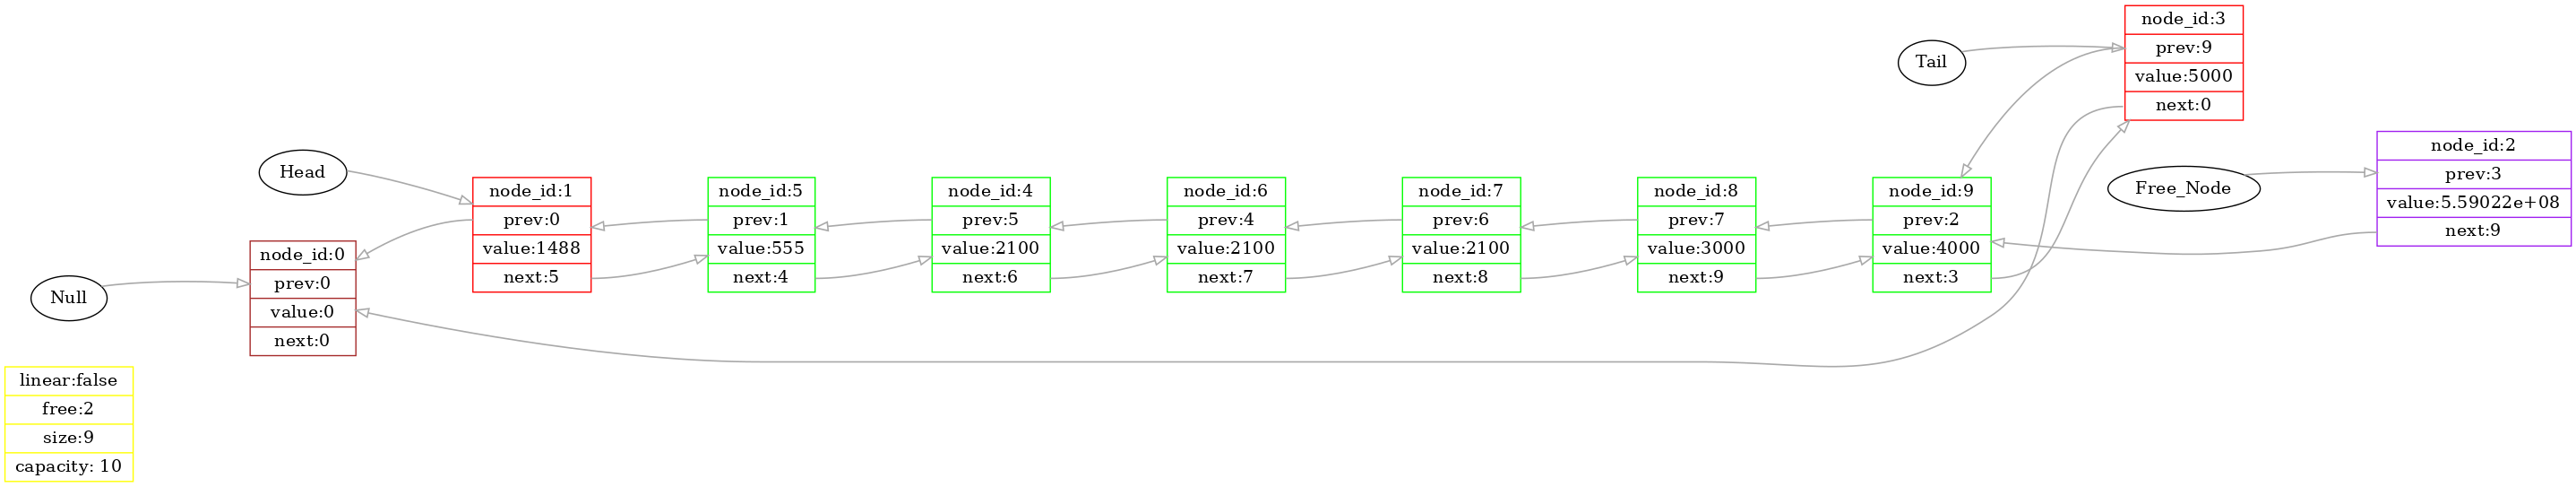 Null
linear:false
free:2
size:9
capacity: 10
node_id:0
prev:0
value:0
next:0
Head
node_id:1
prev:0
value:1488
next:5
node_id:5
prev:1
value:555
next:4
node_id:4
prev:5
value:2100
next:6
node_id:6
prev:4
value:2100
next:7
node_id:7
prev:6
value:2100
next:8
node_id:8
prev:7
value:3000
next:9
node_id:9
prev:2
value:4000
next:3
Tail
node_id:3
prev:9
value:5000
next:0
Free_Node
node_id:2
prev:3
value:5.59022e+08
next:9